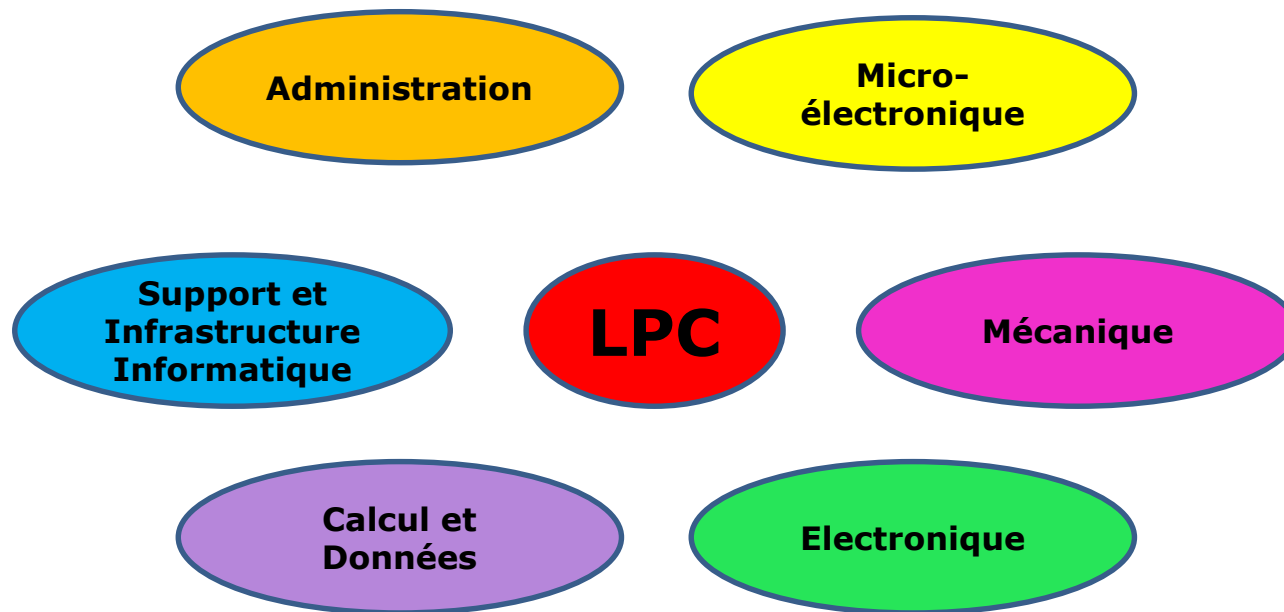 Administration
Micro-
électronique
Support et
Infrastructure
Informatique
LPC
Mécanique
Calcul et
Données
Electronique